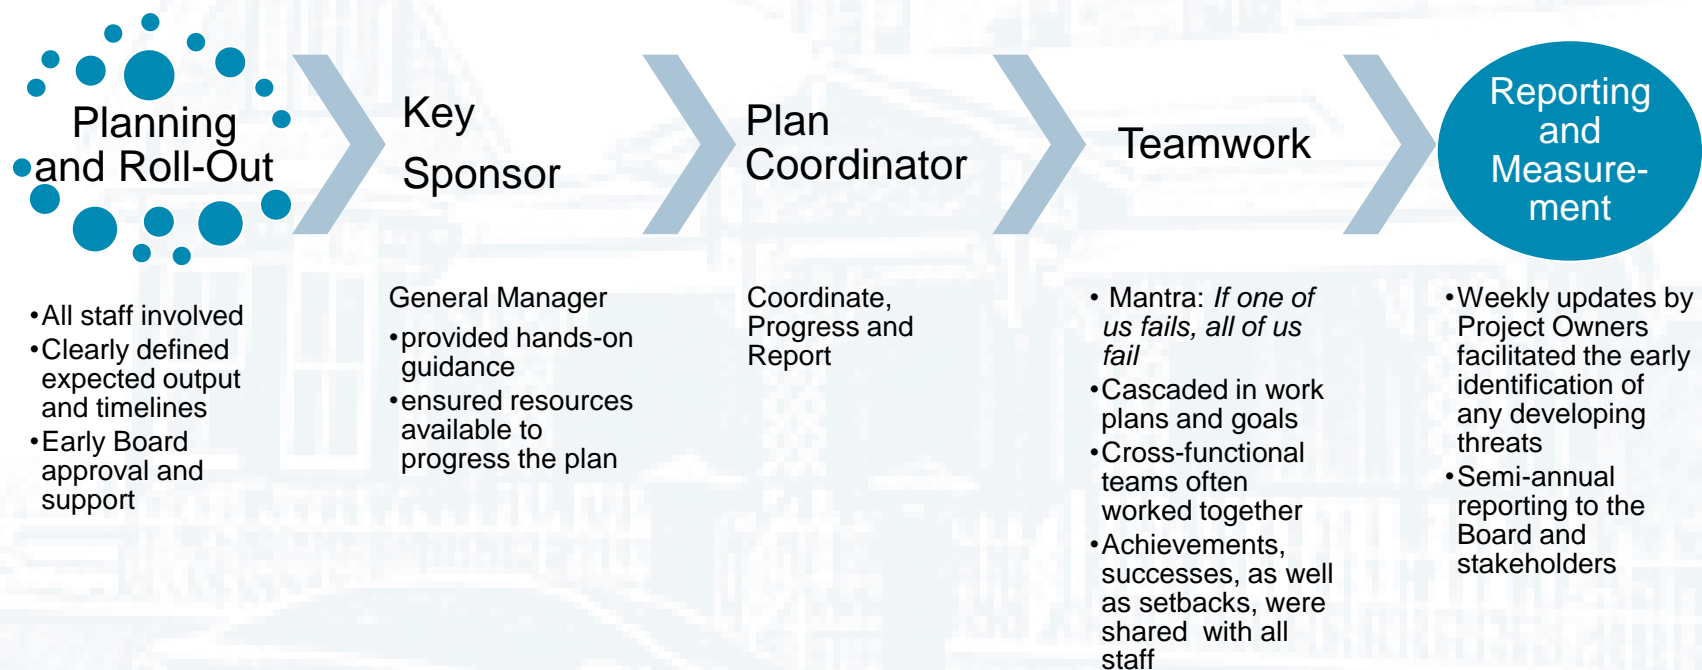 Planning
and Roll-Out
Key
Sponsor
Plan
Coordinator
Teamwork
Reporting
and
Measure-
ment
•All staff involved
•Clearly defined
expected output
and timelines
•Early Board
approval and
support
General Manager
•provided hands-on
guidance
•ensured resources
available to
progress the plan
Coordinate,
Progress and
Report
• Mantra: If one of
us fails, all of us
fail
•Cascaded in work
plans and goals
•Cross-functional
teams often
worked together
•Achievements,
successes, as well
as setbacks, were
shared with all
staff
•Weekly updates by
Project Owners
facilitated the early
identification of
any developing
threats
•Semi-annual
reporting to the
Board and
stakeholders